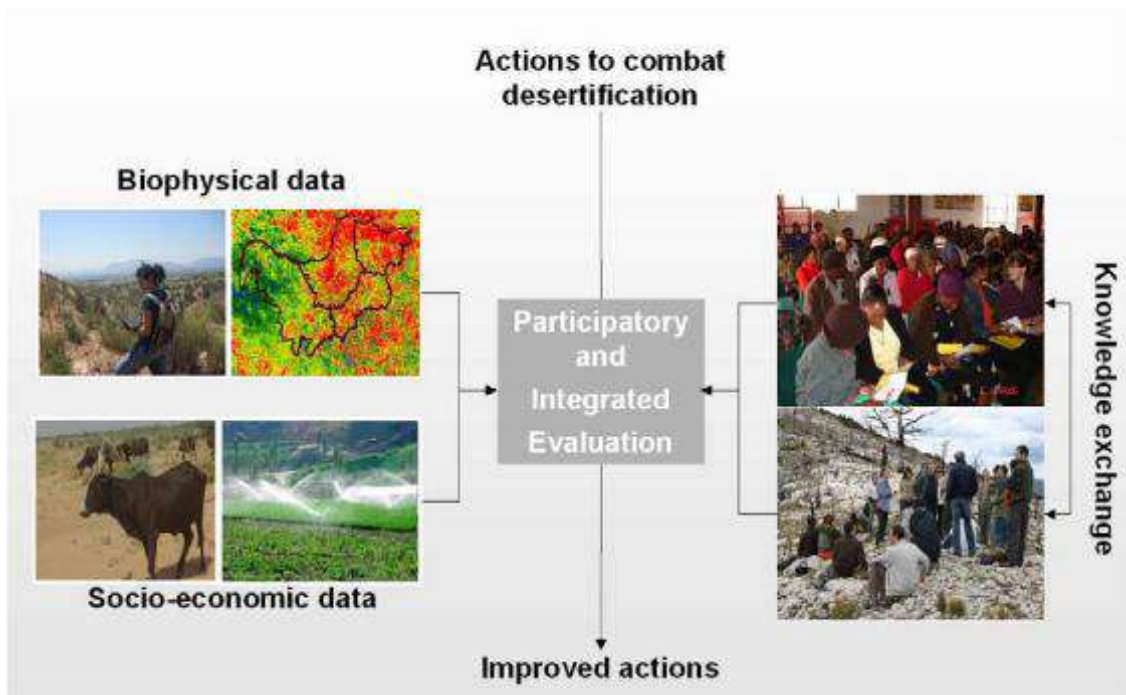 Actions to combat
desertification
Biophysical data
Participatory
and
Integrated
Evaluation
Knowledge exchange
Socio-economic data
Improved actions